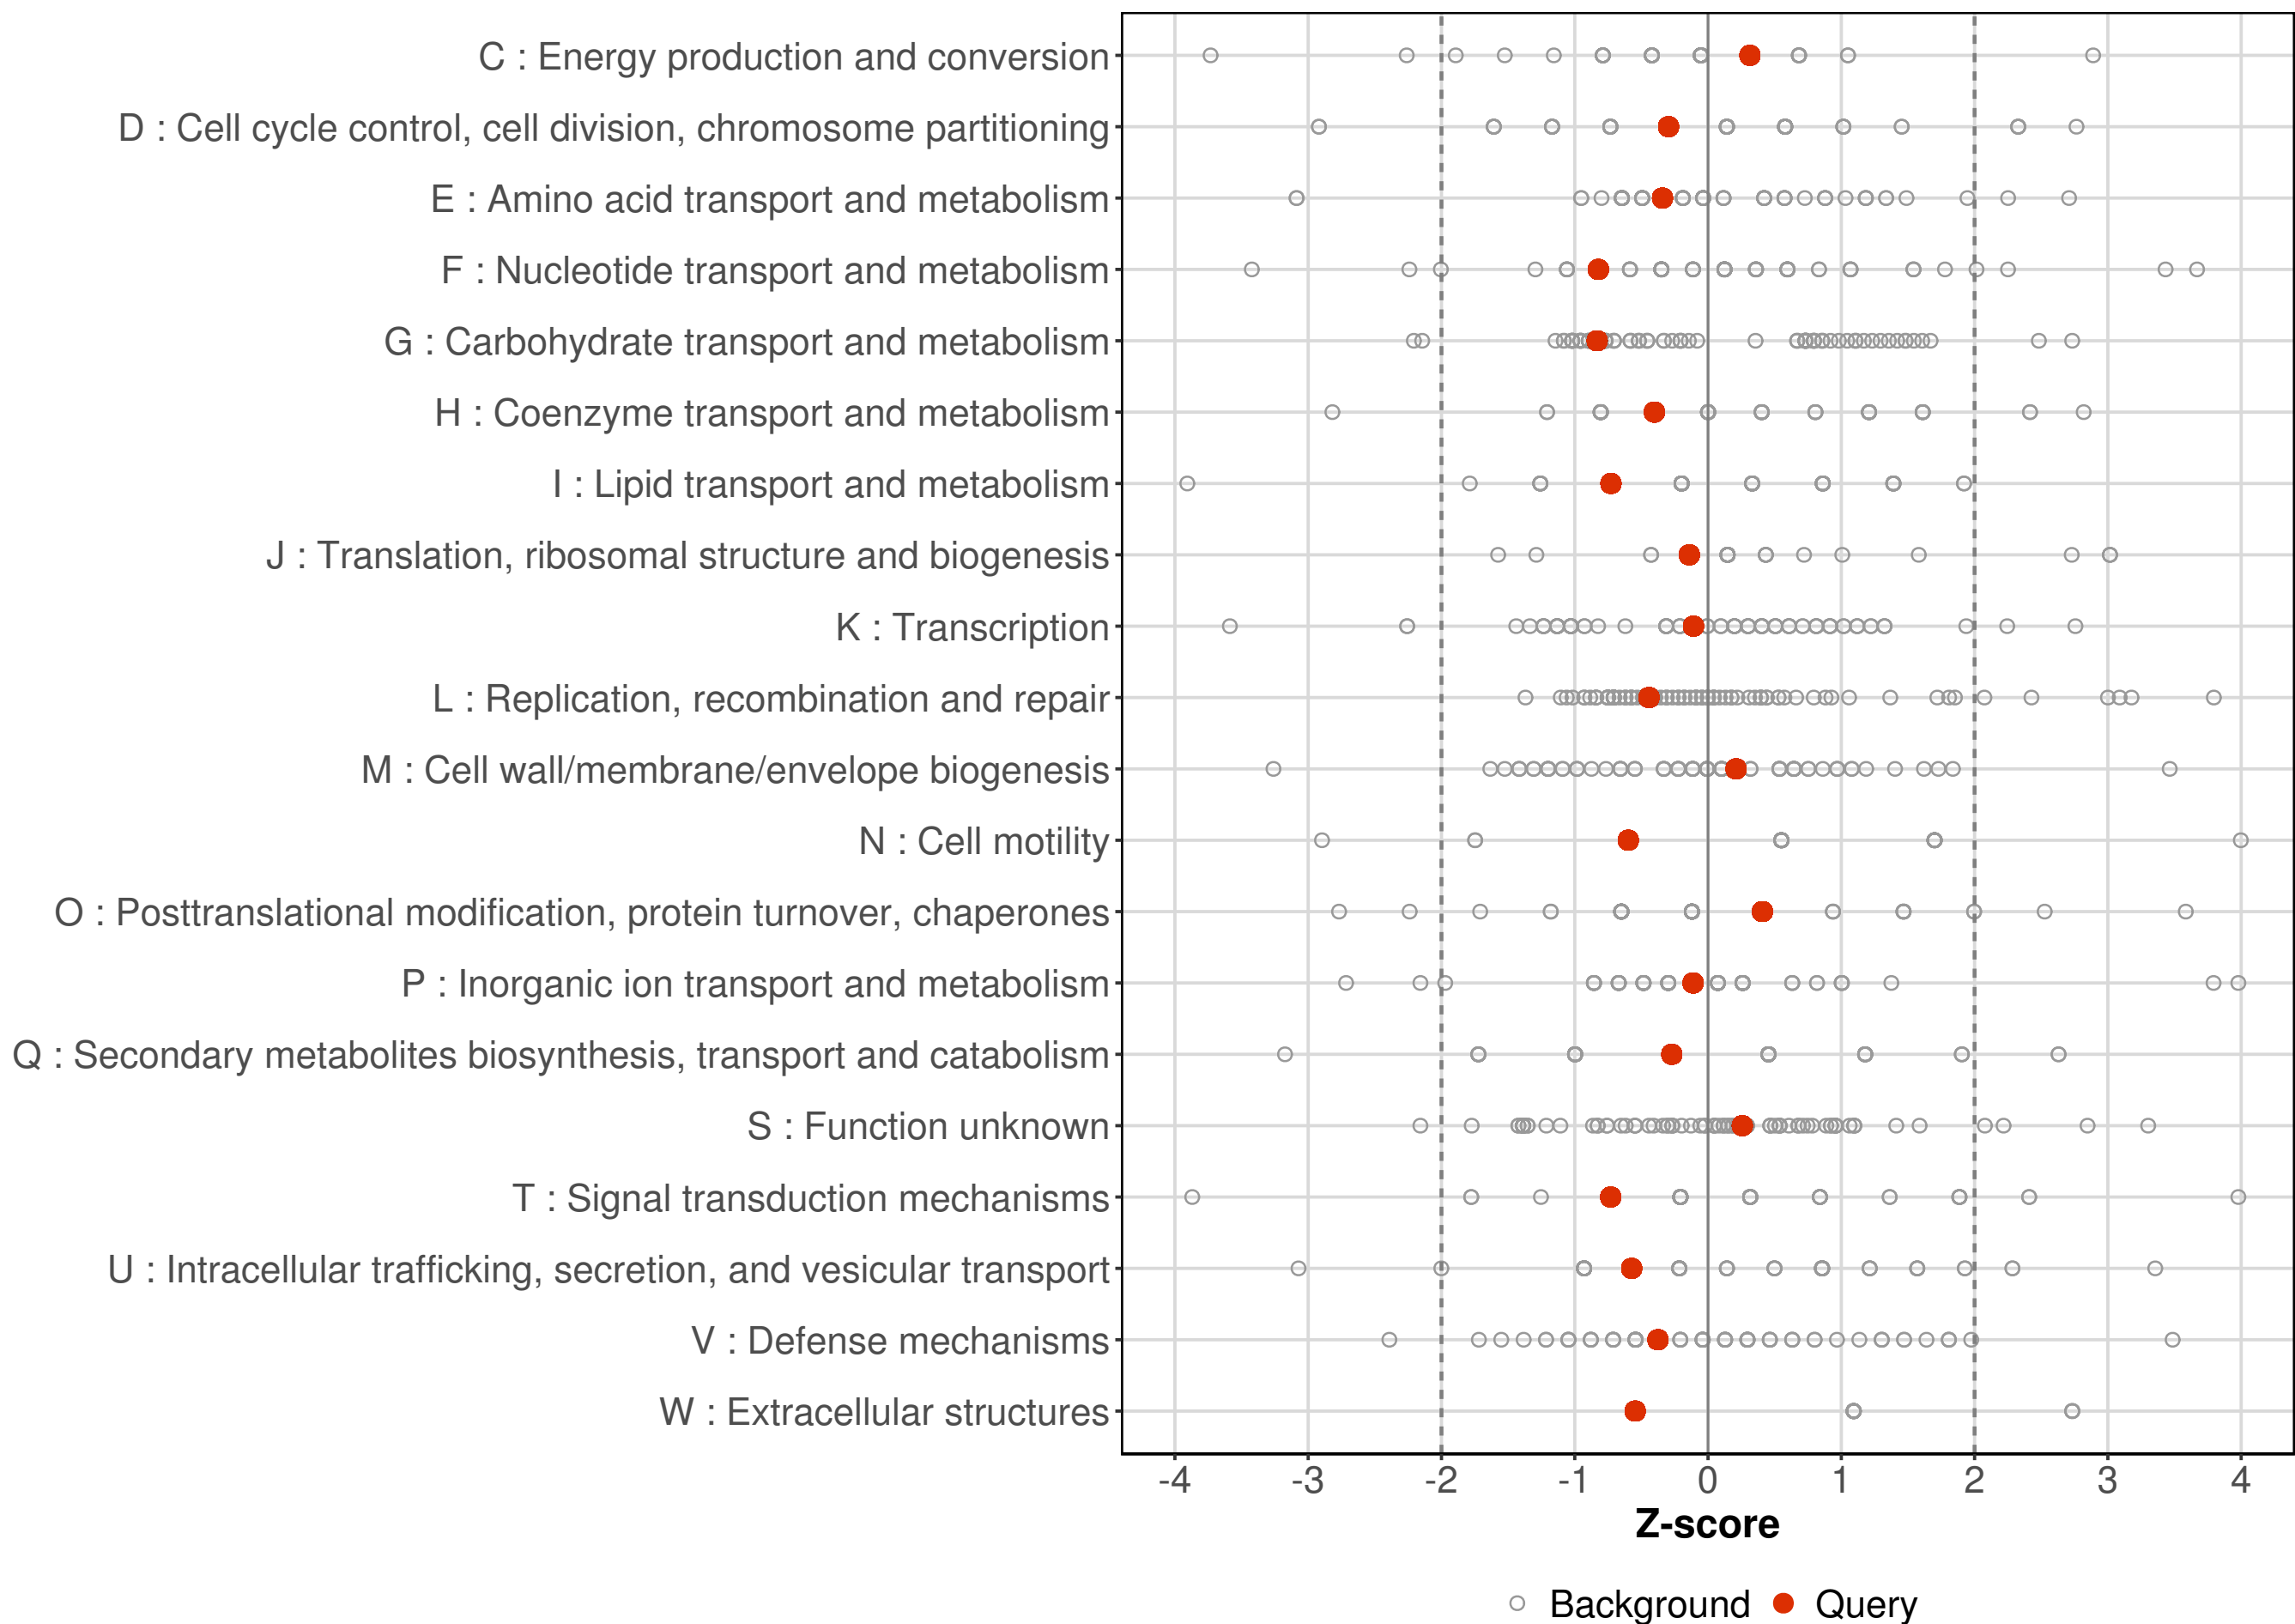 C : Energy production and conversion
D : Cell cycle control, cell division, chromosome partitioning
E : Amino acid transport and metabolism
F : Nucleotide transport and metabolism
G : Carbohydrate transport and metabolism
H : Coenzyme transport and metabolism
I : Lipid transport and metabolism
J : Translation, ribosomal structure and biogenesis
K : Transcription
L : Replication, recombination and repair
M : Cell wall/membrane/envelope biogenesis
N : Cell motility
O : Posttranslational modification, protein turnover, chaperones
P : Inorganic ion transport and metabolism
Q : Secondary metabolites biosynthesis, transport and catabolism
S : Function unknown
T : Signal transduction mechanisms
U : Intracellular trafficking, secretion, and vesicular transport
V : Defense mechanisms
W : Extracellular structures
-4 -3 -2 -1 0 1 2 3 4
Z-score
Background Query